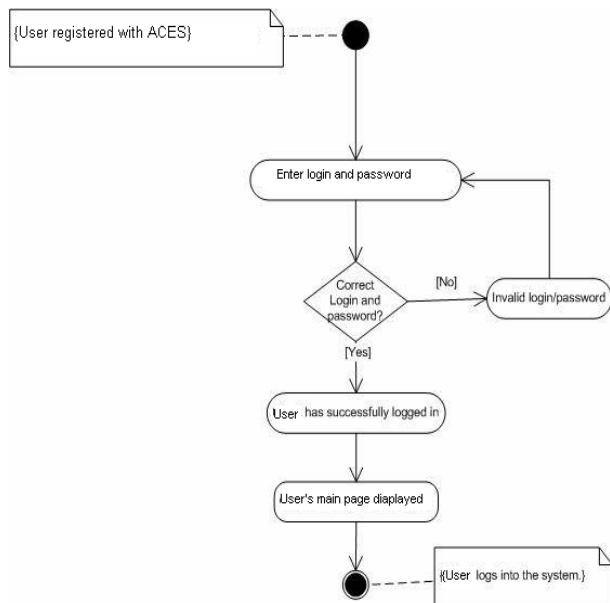 {User registered with ACES}
Enter login and password
Correct
Login and
password?
[No]
Invalid login/password
[Yes]
User has successfully logged in
User's main page diaplayed
{{User logs into the system.}